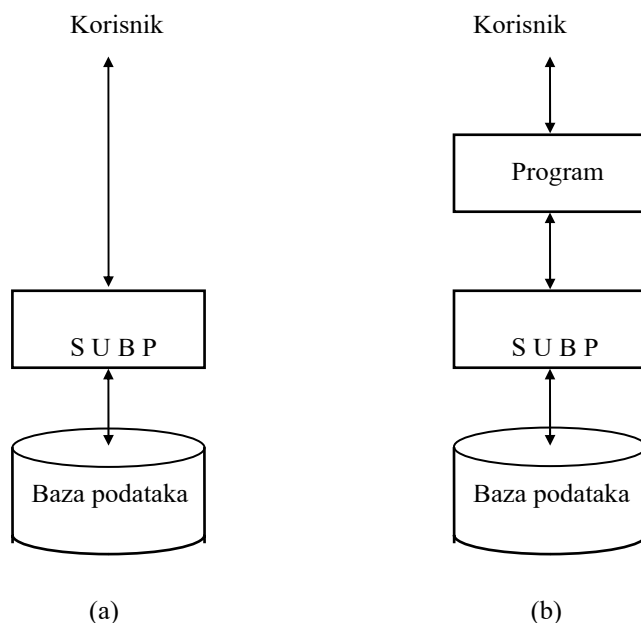 Korisnik
S U B P
Baza podataka
(a)
Korisnik
Program
S U B P
Baza podataka
(b)